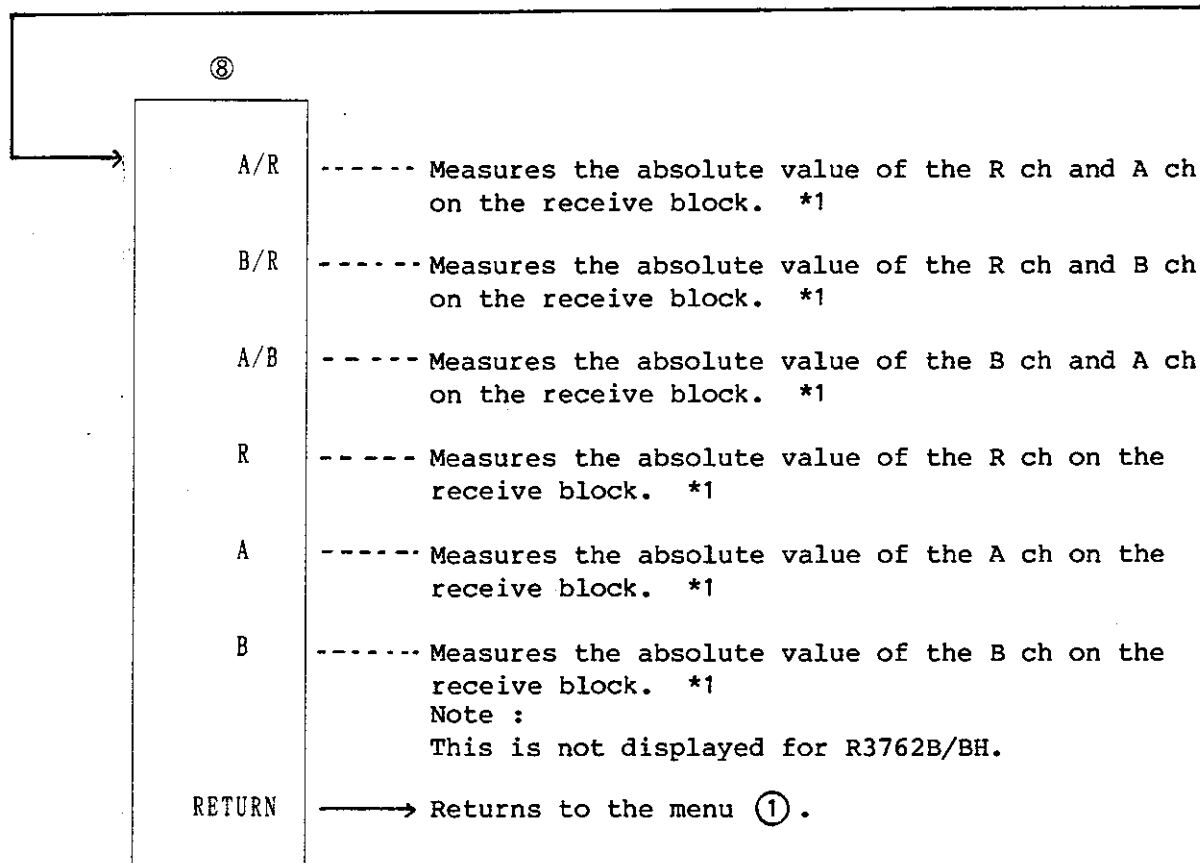 ⑧
A/R ------ Measures the absolute value of the R ch and A ch
on the receive block. *1
B/R ------ Measures the absolute value of the R ch and B ch
on the receive block. *1
A/B ------ Measures the absolute value of the B ch and A ch
on the receive block. *1
R ----- Measures the absolute value of the R ch on the
receive block. *1
A ------ Measures the absolute value of the A ch on the
receive block. *1
B ------- Measures the absolute value of the B ch on the
receive block. *1
Note :
This is not displayed for R3762B/BH.
RETURN → Returns to the menu ①.